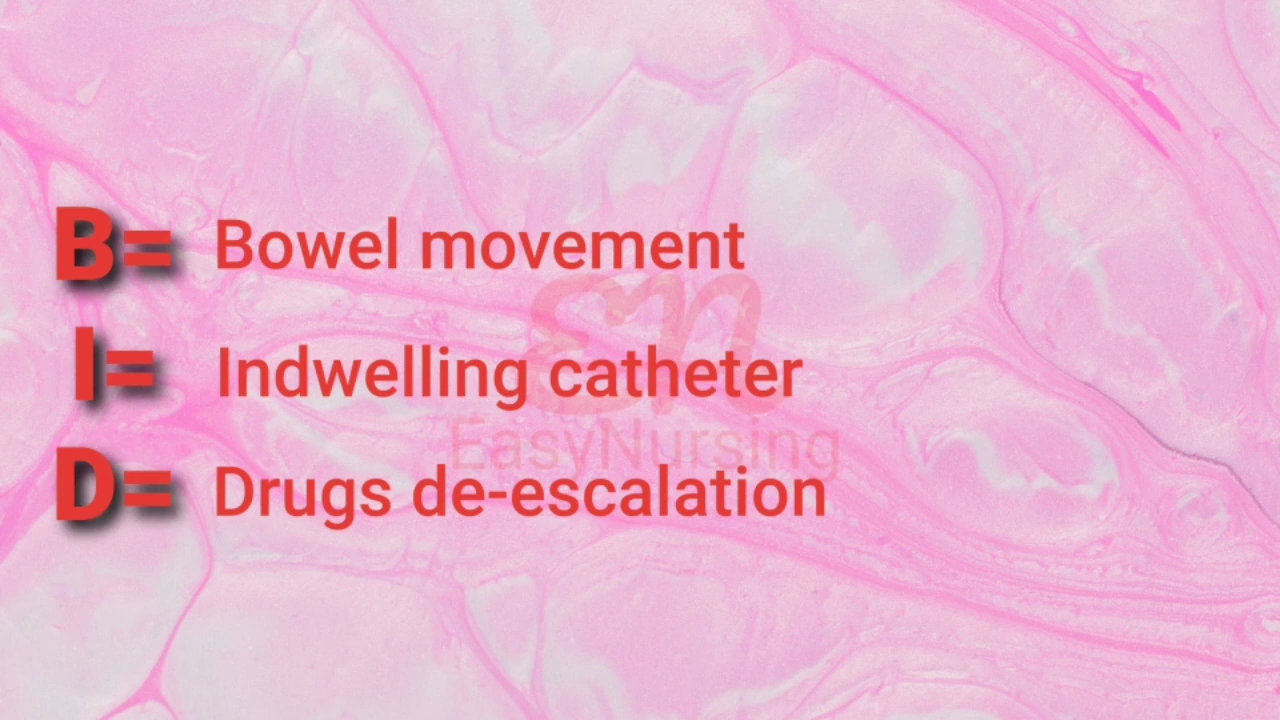 B= Bowel movement
I= Indwelling catheter
EasyNursing
D= Drugs de-escalation